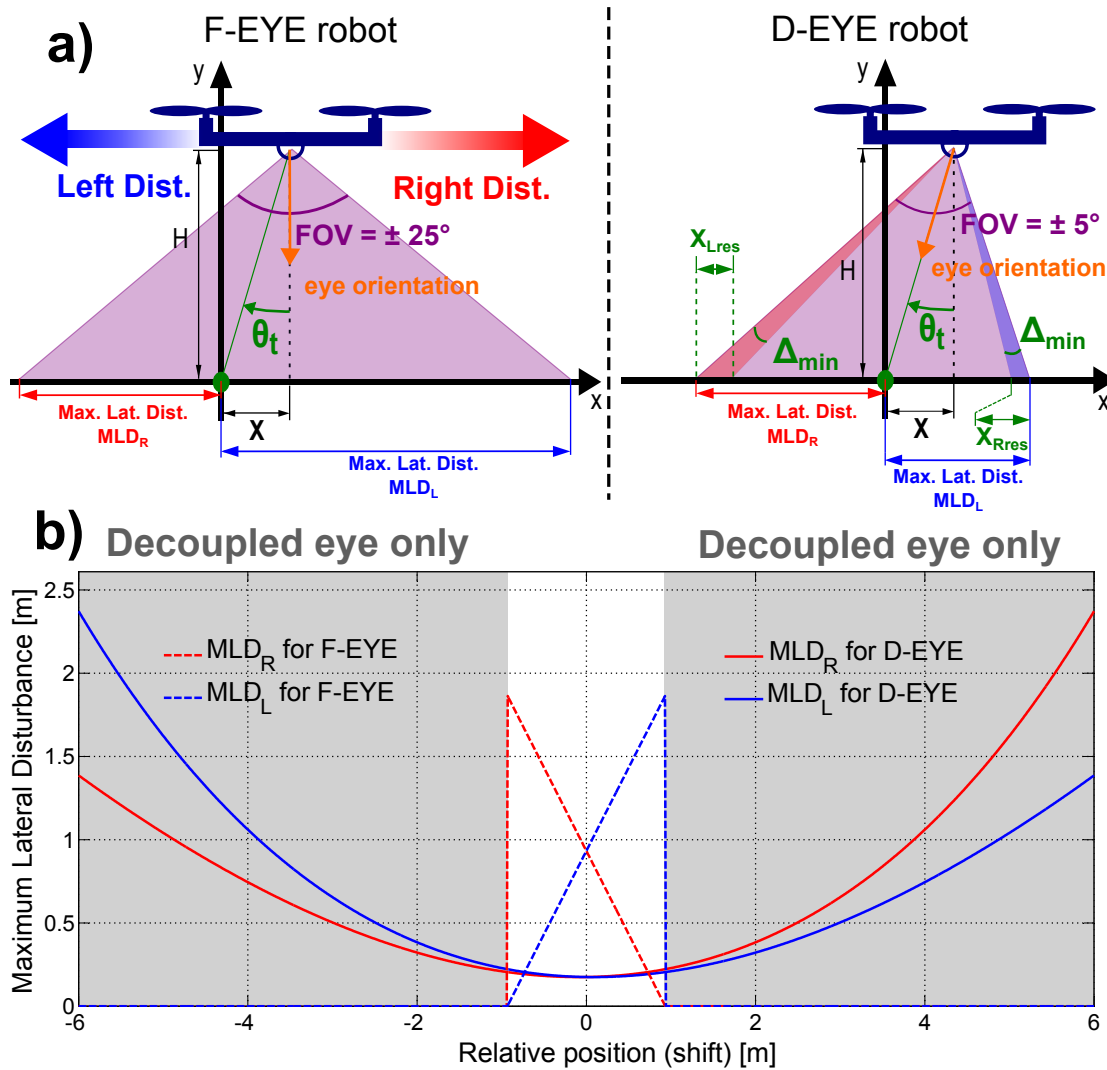 a)
F-EYE robot
D-EYE robot
y
y
Left Dist.
Right Dist.
H
FOV = ± 25°
eye orientation
θt
x
Max. Lat. Dist.
MLDR
X
Max. Lat. Dist.
MLDL
XLres
H
FOV = ± 5°
eye orientation
θt
Δmin
Δmin
x
Max. Lat. Dist.
MLDR
X
XRres
Max. Lat. Dist.
MLDL
b)
Decoupled eye only
Decoupled eye only
Maximum Lateral Disturbance [m]
2.5
2
1.5
1
0.5
0
MLDR for F-EYE
MLDL for F-EYE
MLDR for D-EYE
MLDL for D-EYE
-6
-4
-2
0
2
4
6
Relative position (shift) [m]